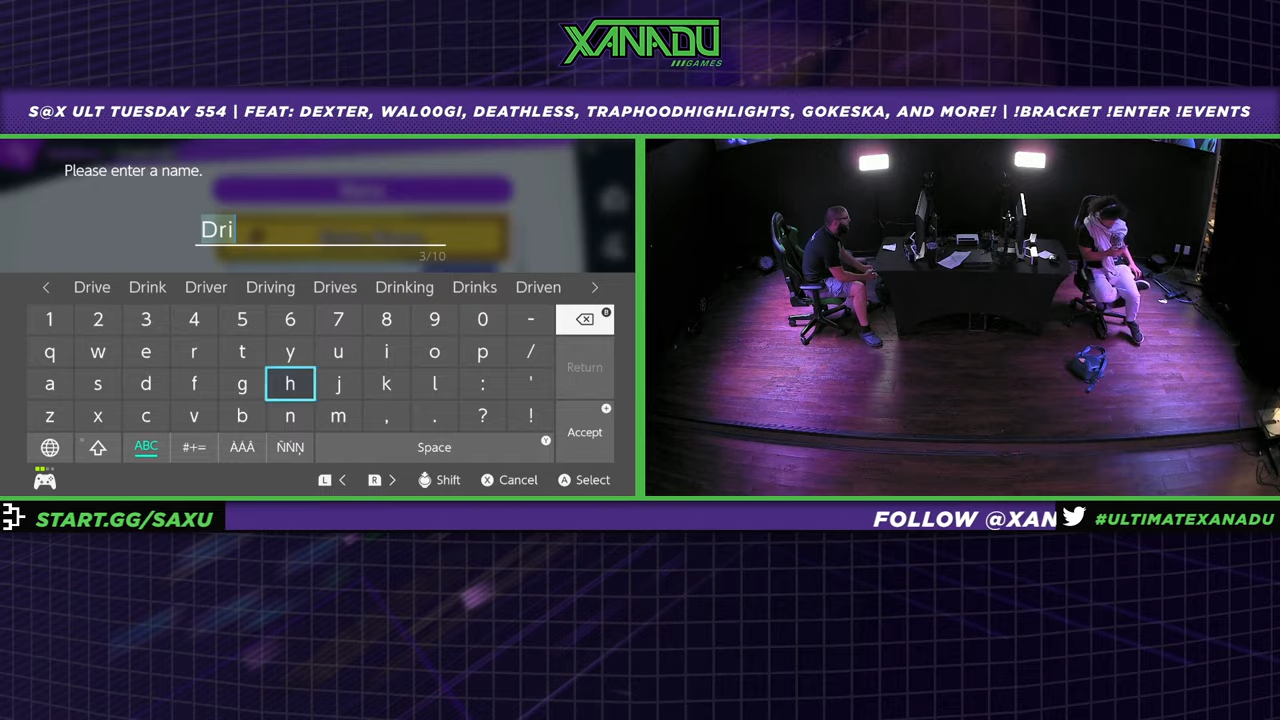 XANADU
GAMES
S@X ULT TUESDAY 554 | FEAT: DEXTER, WAL00GI, DEATHLESS, TRAPHOODHIGHLIGHTS, GOKESKA, AND MORE! | !BRACKET !ENTER !EVENTS
Please enter a name.
Dri
3/10
< Drive Drink Driver Driving Drives Drinking Drinks Driven >
1 2 3 4 5 6 7 8 9 0 - B
q w e r t y u i o p / Return
a s d f g h j k l : '
z x c v b n m , . ? ! + Accept
ABC #+= ÀÁÂ ÑŃŅ Space Y
L < R > Shift X Cancel A Select
START.GG/SAXU
FOLLOW @XAN
#ULTIMATEXANADU